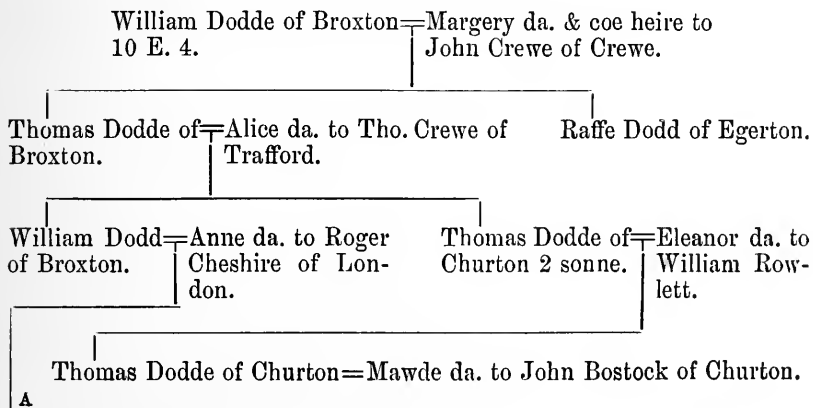 William Dodde of Broxton=Margery da. & coe heire to
10 E. 4. John Crewe of Crewe.
Thomas Dodde of=Alice da. to Tho. Crewe of Raffe Dodd of Egerton.
Broxton. Trafford.
William Dodd=Anne da. to Roger Thomas Dodde of=Eleanor da. to
of Broxton. Cheshire of Lon- Churton 2 sonne. William Row-
don. lett.
Thomas Dodde of Churton=Mawde da. to John Bostock of Churton.
A